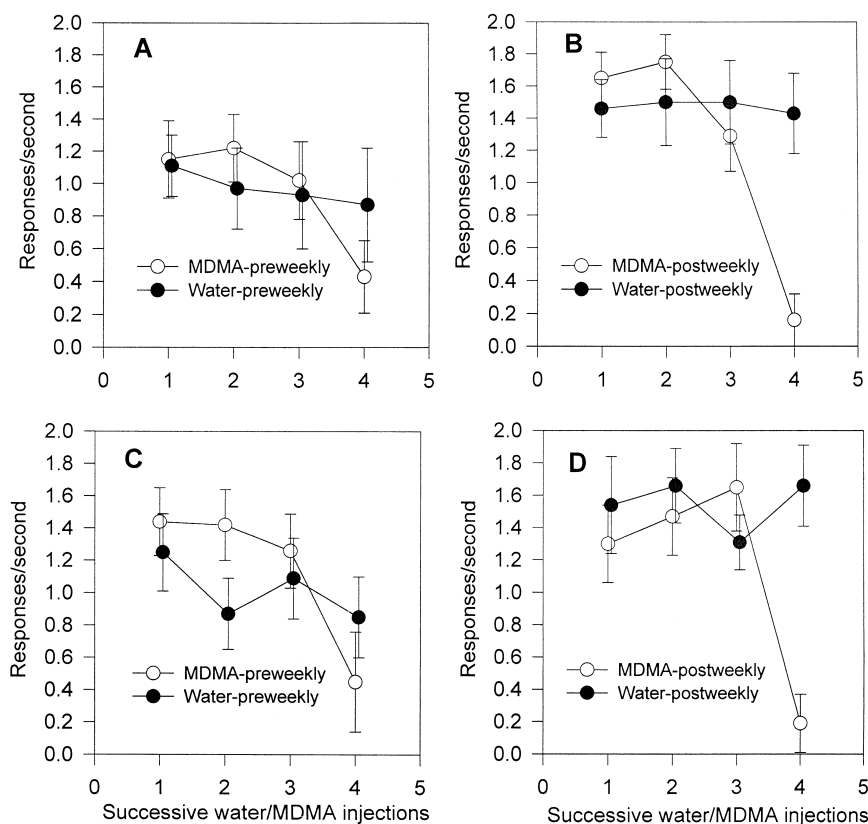 A
Responses/second
2.0
1.8
1.6
1.4
1.2
1.0
0.8
0.6
0.4
0.2
0.0
MDMA-preweekly
Water-preweekly
0 1 2 3 4 5
B
Responses/second
2.0
1.8
1.6
1.4
1.2
1.0
0.8
0.6
0.4
0.2
0.0
MDMA-postweekly
Water-postweekly
0 1 2 3 4 5
C
Responses/second
2.0
1.8
1.6
1.4
1.2
1.0
0.8
0.6
0.4
0.2
0.0
MDMA-preweekly
Water-preweekly
0 1 2 3 4 5
Successive water/MDMA injections
D
Responses/second
2.0
1.8
1.6
1.4
1.2
1.0
0.8
0.6
0.4
0.2
0.0
MDMA-postweekly
Water-postweekly
0 1 2 3 4 5
Successive water/MDMA injections